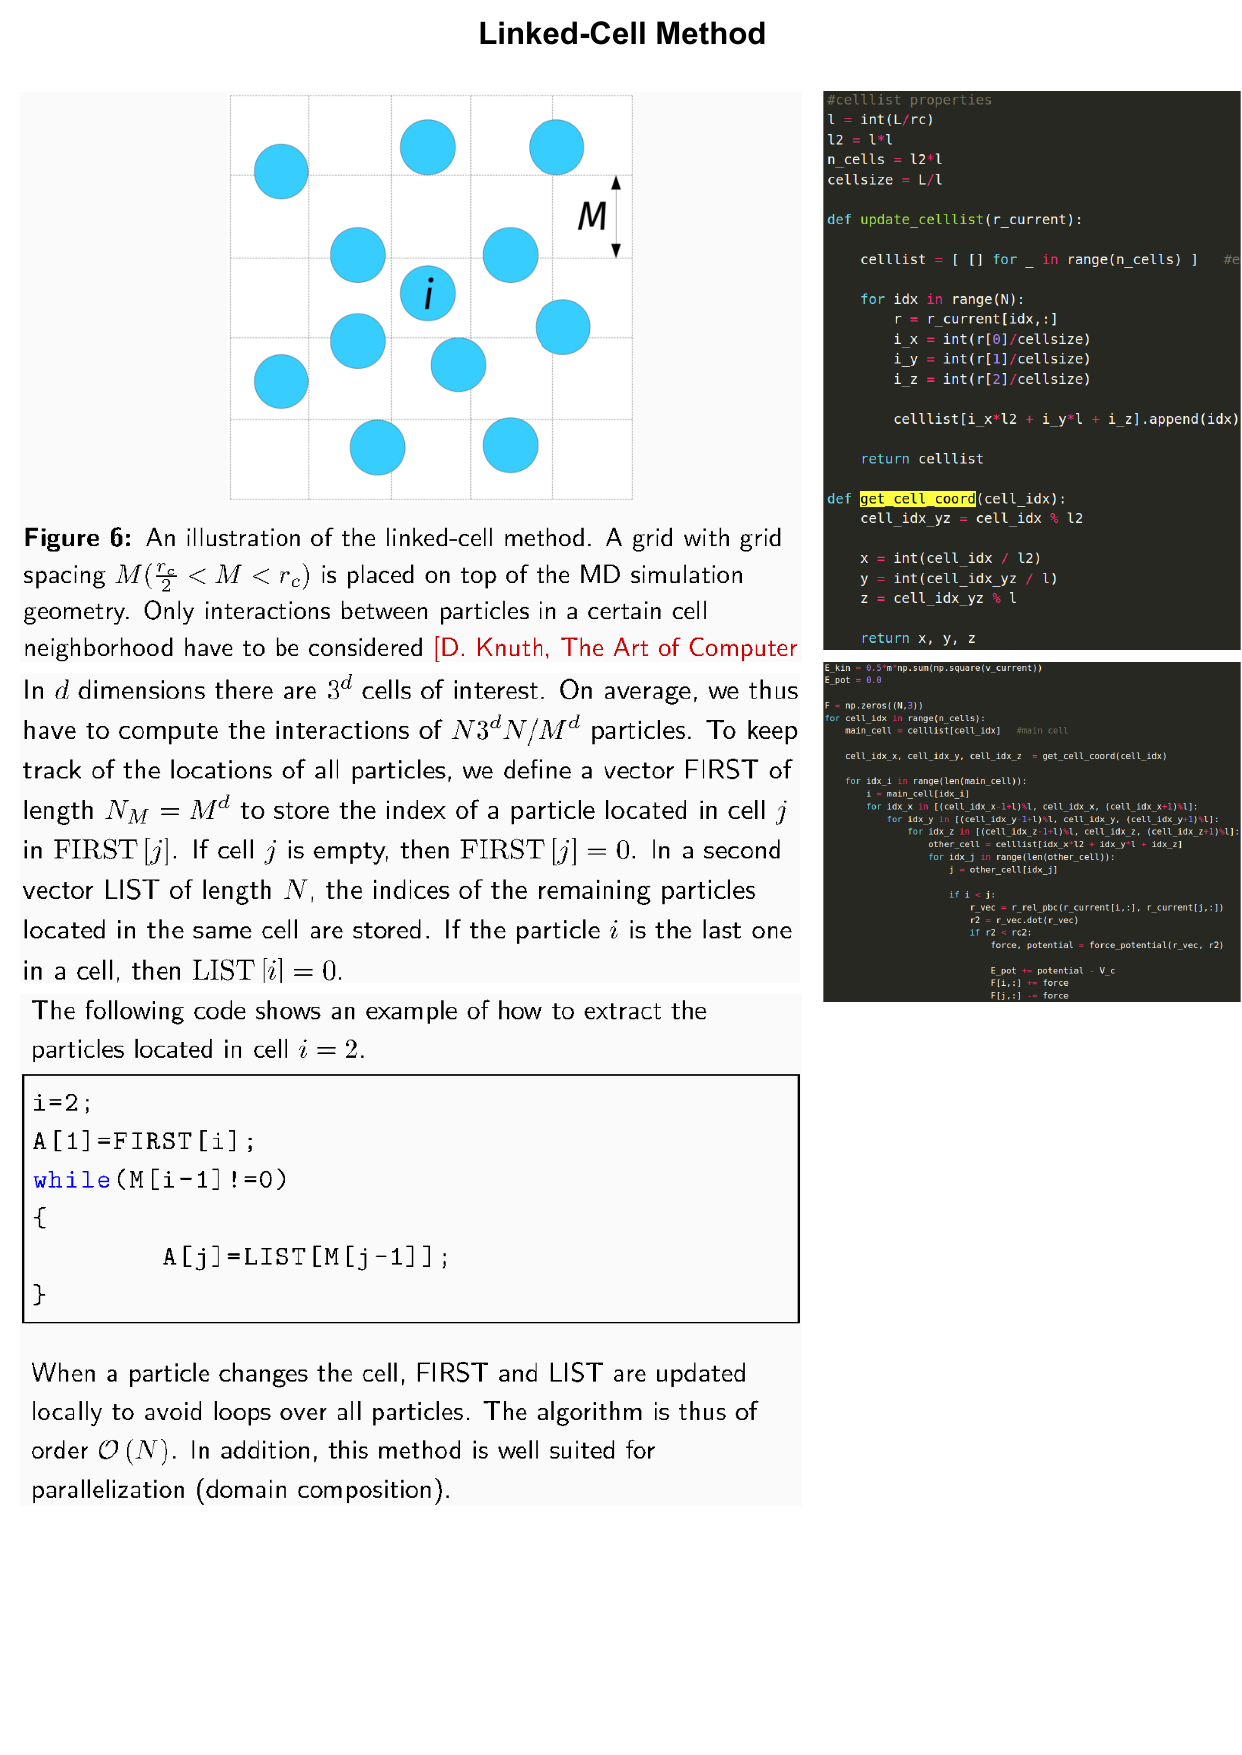 Linked-Cell Method
M
i
Figure 6: An illustration of the linked-cell method. A grid with grid
spacing M(r_c/2 < M < r_c) is placed on top of the MD simulation
geometry. Only interactions between particles in a certain cell
neighborhood have to be considered [D. Knuth, The Art of Computer
In d dimensions there are 3^d cells of interest. On average, we thus
have to compute the interactions of N3^dN/M^d particles. To keep
track of the locations of all particles, we define a vector FIRST of
length N_M = M^d to store the index of a particle located in cell j
in FIRST [j]. If cell j is empty, then FIRST [j] = 0. In a second
vector LIST of length N, the indices of the remaining particles
located in the same cell are stored. If the particle i is the last one
in a cell, then LIST [i] = 0.
The following code shows an example of how to extract the
particles located in cell i = 2.
i=2;
A[1]=FIRST[i];
while(M[i-1]!=0)
{
A[j]=LIST[M[j-1]];
}
When a particle changes the cell, FIRST and LIST are updated
locally to avoid loops over all particles. The algorithm is thus of
order O (N). In addition, this method is well suited for
parallelization (domain composition).
#celllist properties
l = int(L/rc)
l2 = l*l
n_cells = l2*l
cellsize = L/l
def update_celllist(r_current):
celllist = [ [] for _ in range(n_cells) ] #e
for idx in range(N):
r = r_current[idx,:]
i_x = int(r[0]/cellsize)
i_y = int(r[1]/cellsize)
i_z = int(r[2]/cellsize)
celllist[i_x*l2 + i_y*l + i_z].append(idx)
return celllist
def get_cell_coord(cell_idx):
cell_idx_yz = cell_idx % l2
x = int(cell_idx / l2)
y = int(cell_idx_yz / l)
z = cell_idx_yz % l
return x, y, z
E_kin = 0.5*m*np.sum(np.square(v_current))
E_pot = 0.0
F = np.zeros((N,3))
for cell_idx in range(n_cells):
main_cell = celllist[cell_idx] #main cell
cell_idx_x, cell_idx_y, cell_idx_z = get_cell_coord(cell_idx)
for idx_i in range(len(main_cell)):
i = main_cell[idx_i]
for idx_x in [(cell_idx_x-1+l)%l, cell_idx_x, (cell_idx_x+1)%l]:
for idx_y in [(cell_idx_y-1+l)%l, cell_idx_y, (cell_idx_y+1)%l]:
for idx_z in [(cell_idx_z-1+l)%l, cell_idx_z, (cell_idx_z+1)%l]:
other_cell = celllist[idx_x*l2 + idx_y*l + idx_z]
for idx_j in range(len(other_cell)):
j = other_cell[idx_j]
if i < j:
r_vec = r_rel_pbc(r_current[i,:], r_current[j,:])
r2 = r_vec.dot(r_vec)
if r2 < rc2:
force, potential = force_potential(r_vec, r2)
E_pot += potential - V_c
F[i,:] += force
F[j,:] -= force